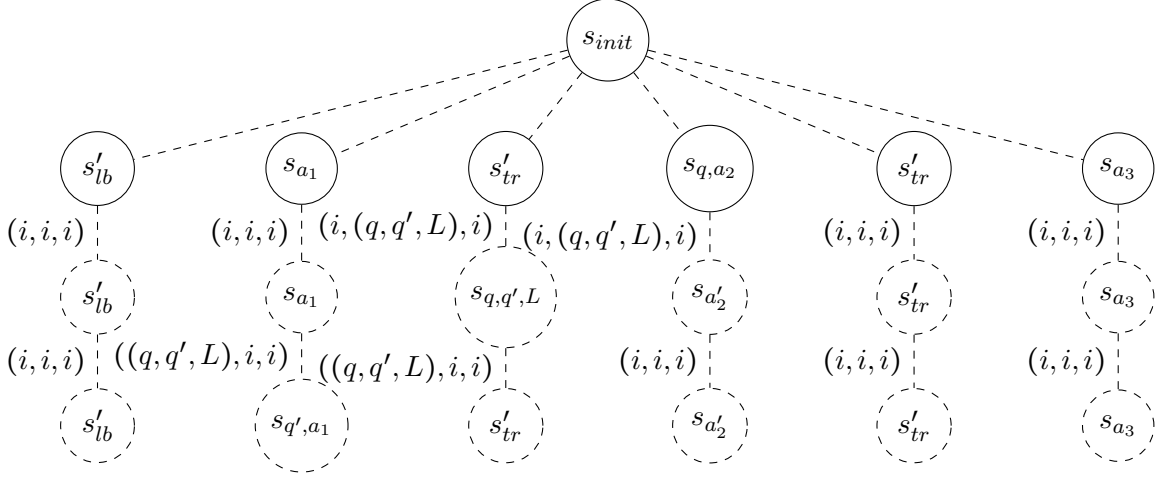 s_{init}
s'_{lb} s_{a_1} s'_{tr} s_{q,a_2} s'_{tr} s_{a_3}
(i, i, i) (i, i, i) (i, (q, q′, L), i) (i, (q, q′, L), i) (i, i, i) (i, i, i)
s'_{lb} s_{a_1} s_{q,q′,L} s_{a'_2} s'_{tr} s_{a_3}
(i, i, i) ((q, q′, L), i, i) ((q, q′, L), i, i) (i, i, i) (i, i, i) (i, i, i)
s'_{lb} s_{q′,a_1} s'_{tr} s_{a'_2} s'_{tr} s_{a_3}